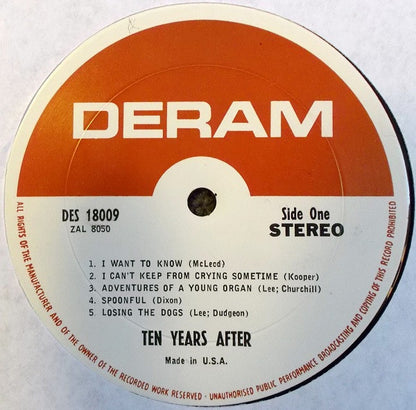 DERAM
DES 18009
ZAL 8050
Side One
STEREO
1. I WANT TO KNOW (McLeod)
2. I CAN'T KEEP FROM CRYING SOMETIME (Kooper)
3. ADVENTURES OF A YOUNG ORGAN (Lee; Churchill)
4. SPOONFUL (Dixon)
5. LOSING THE DOGS (Lee; Dudgeon)
TEN YEARS AFTER
Made in U.S.A.
ALL RIGHTS OF THE MANUFACTURER AND OF THE OWNER OF THE RECORDED WORK RESERVED - UNAUTHORISED PUBLIC PERFORMANCE BROADCASTING AND COPYING OF THIS RECORD PROHIBITED